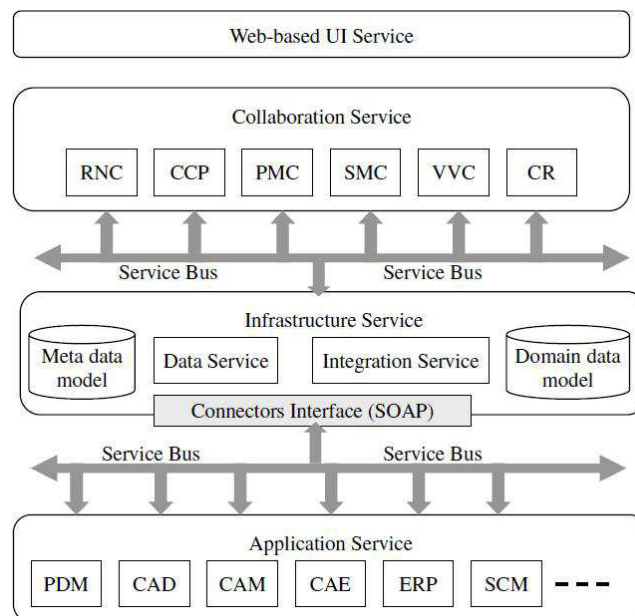 Web-based UI Service
Collaboration Service
RNC CCP PMC SMC VVC CR
Service Bus Service Bus
Infrastructure Service
Meta data
model
Data Service
Integration Service
Domain data
model
Connectors Interface (SOAP)
Service Bus Service Bus
Application Service
PDM CAD CAM CAE ERP SCM